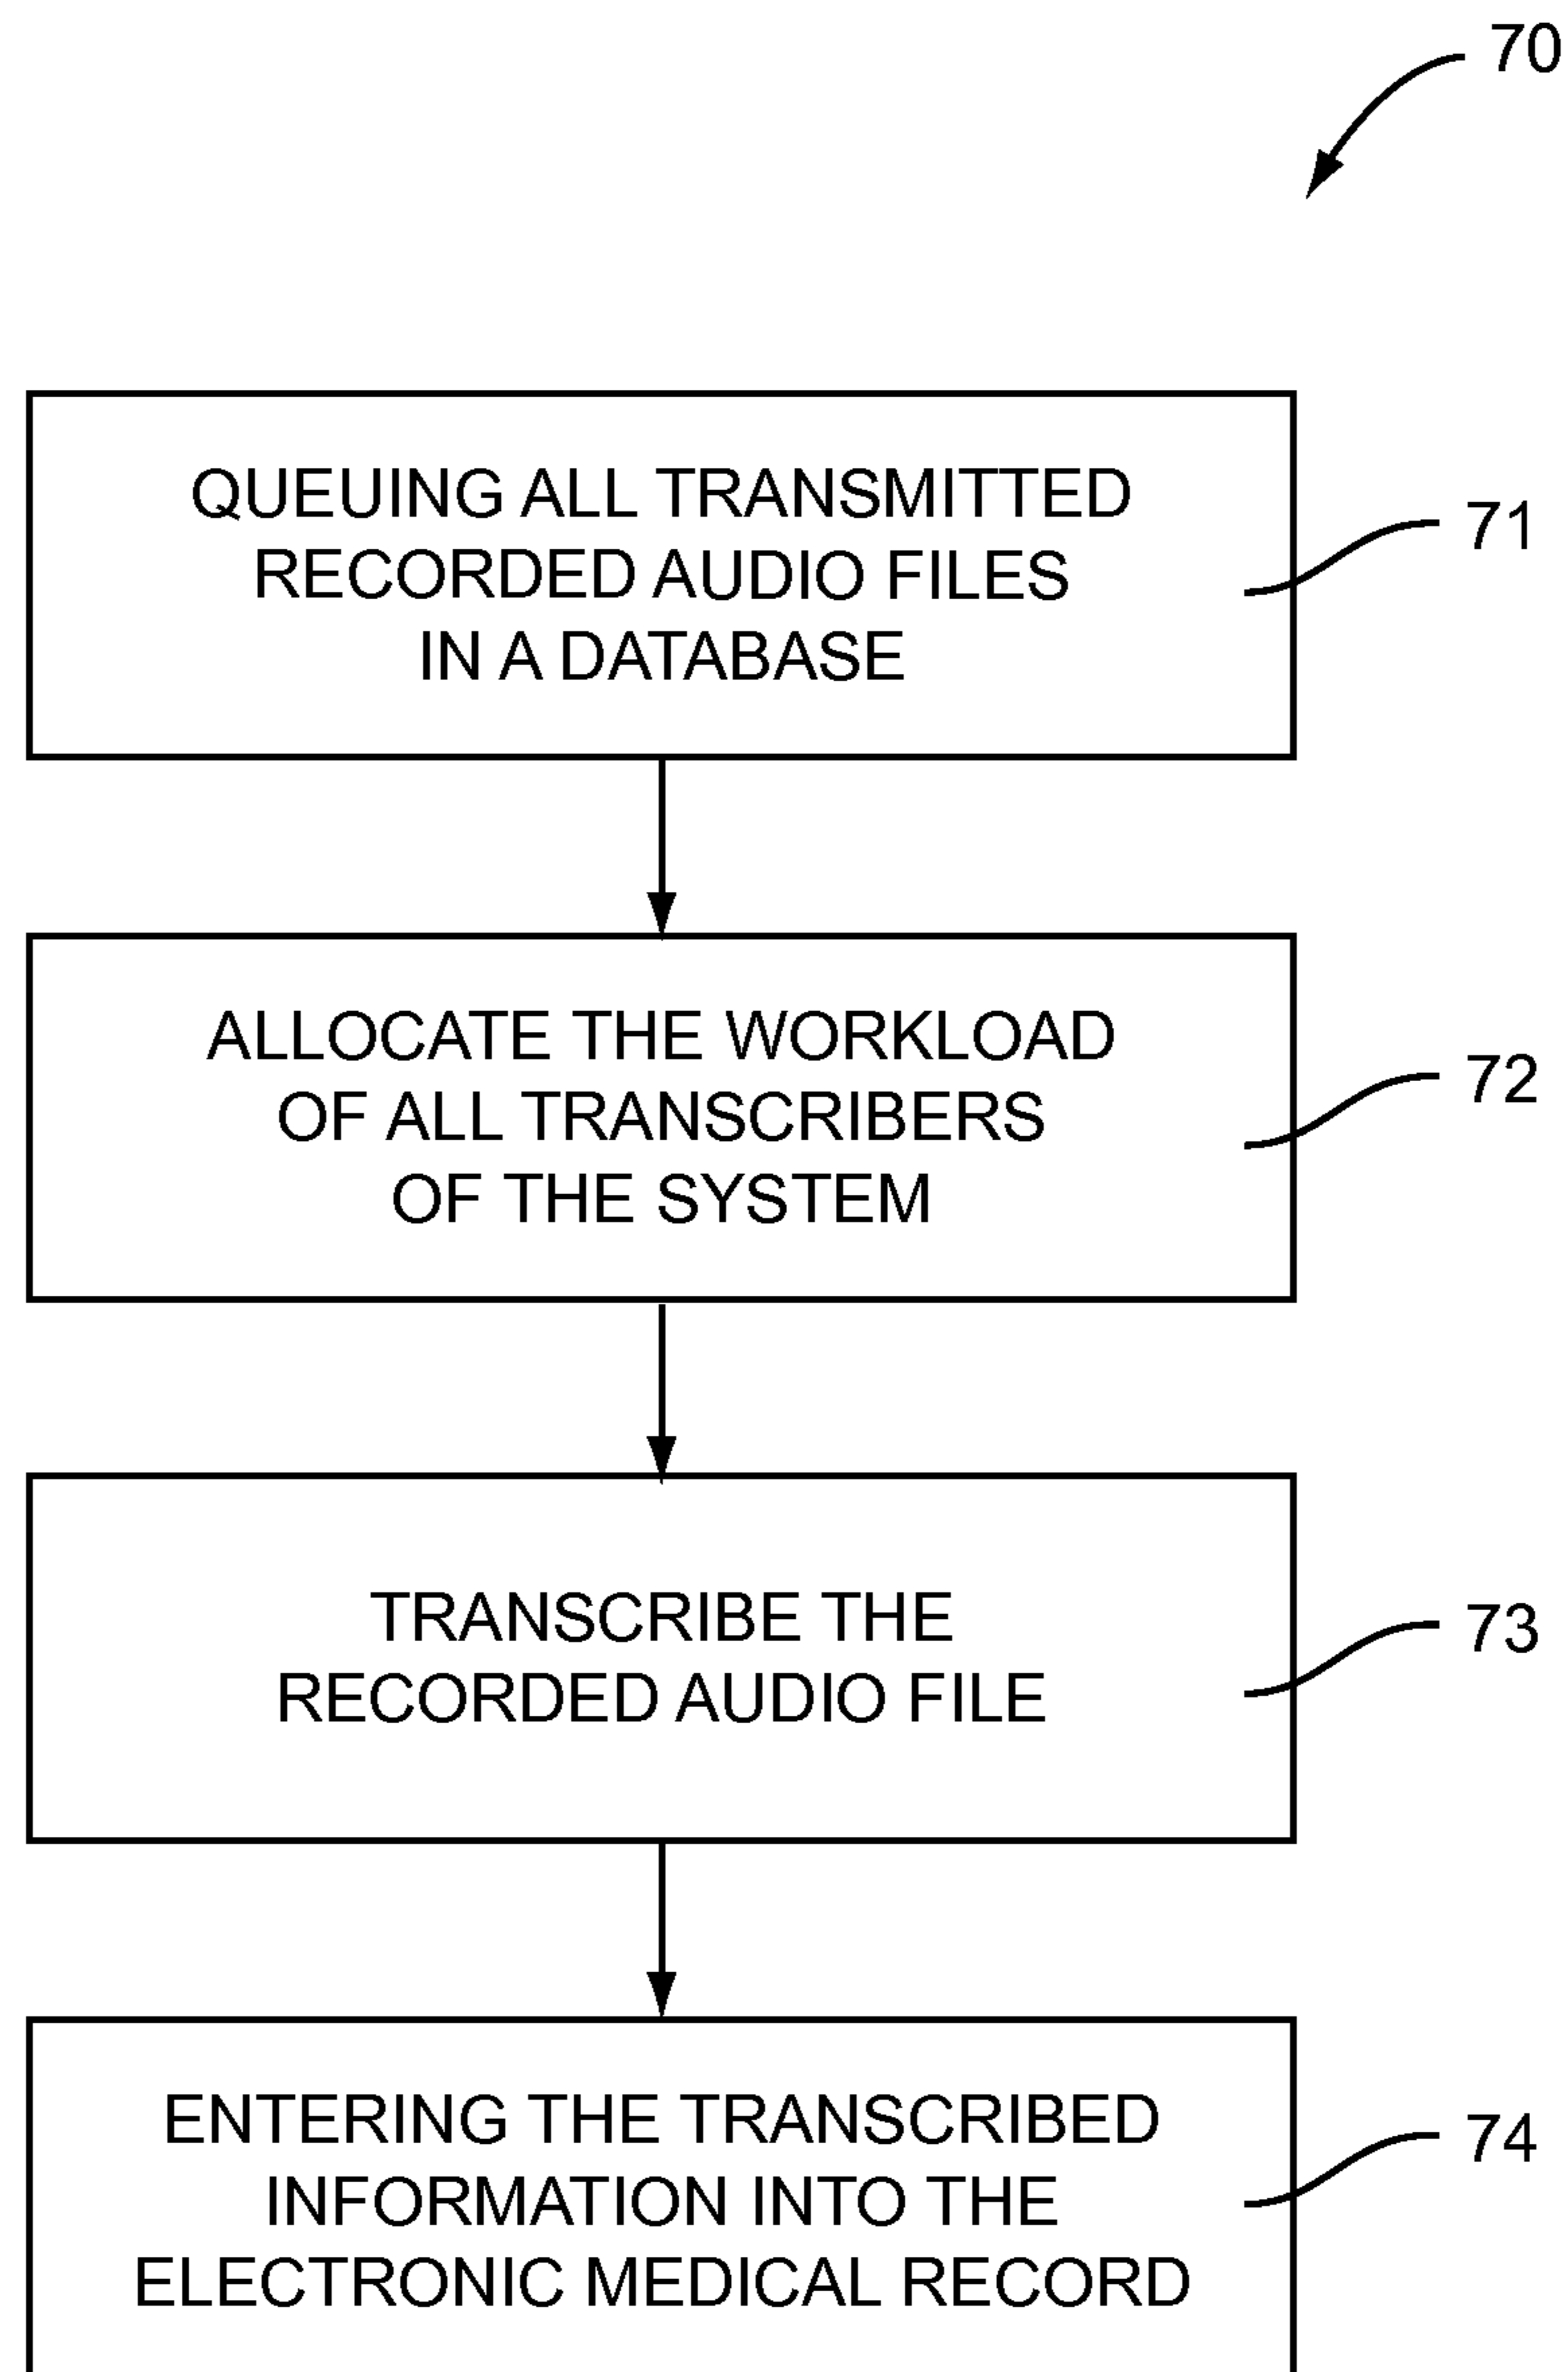 70
QUEUING ALL TRANSMITTED
RECORDED AUDIO FILES
IN A DATABASE
71
ALLOCATE THE WORKLOAD
OF ALL TRANSCRIBERS
OF THE SYSTEM
72
TRANSCRIBE THE
RECORDED AUDIO FILE
73
ENTERING THE TRANSCRIBED
INFORMATION INTO THE
ELECTRONIC MEDICAL RECORD
74